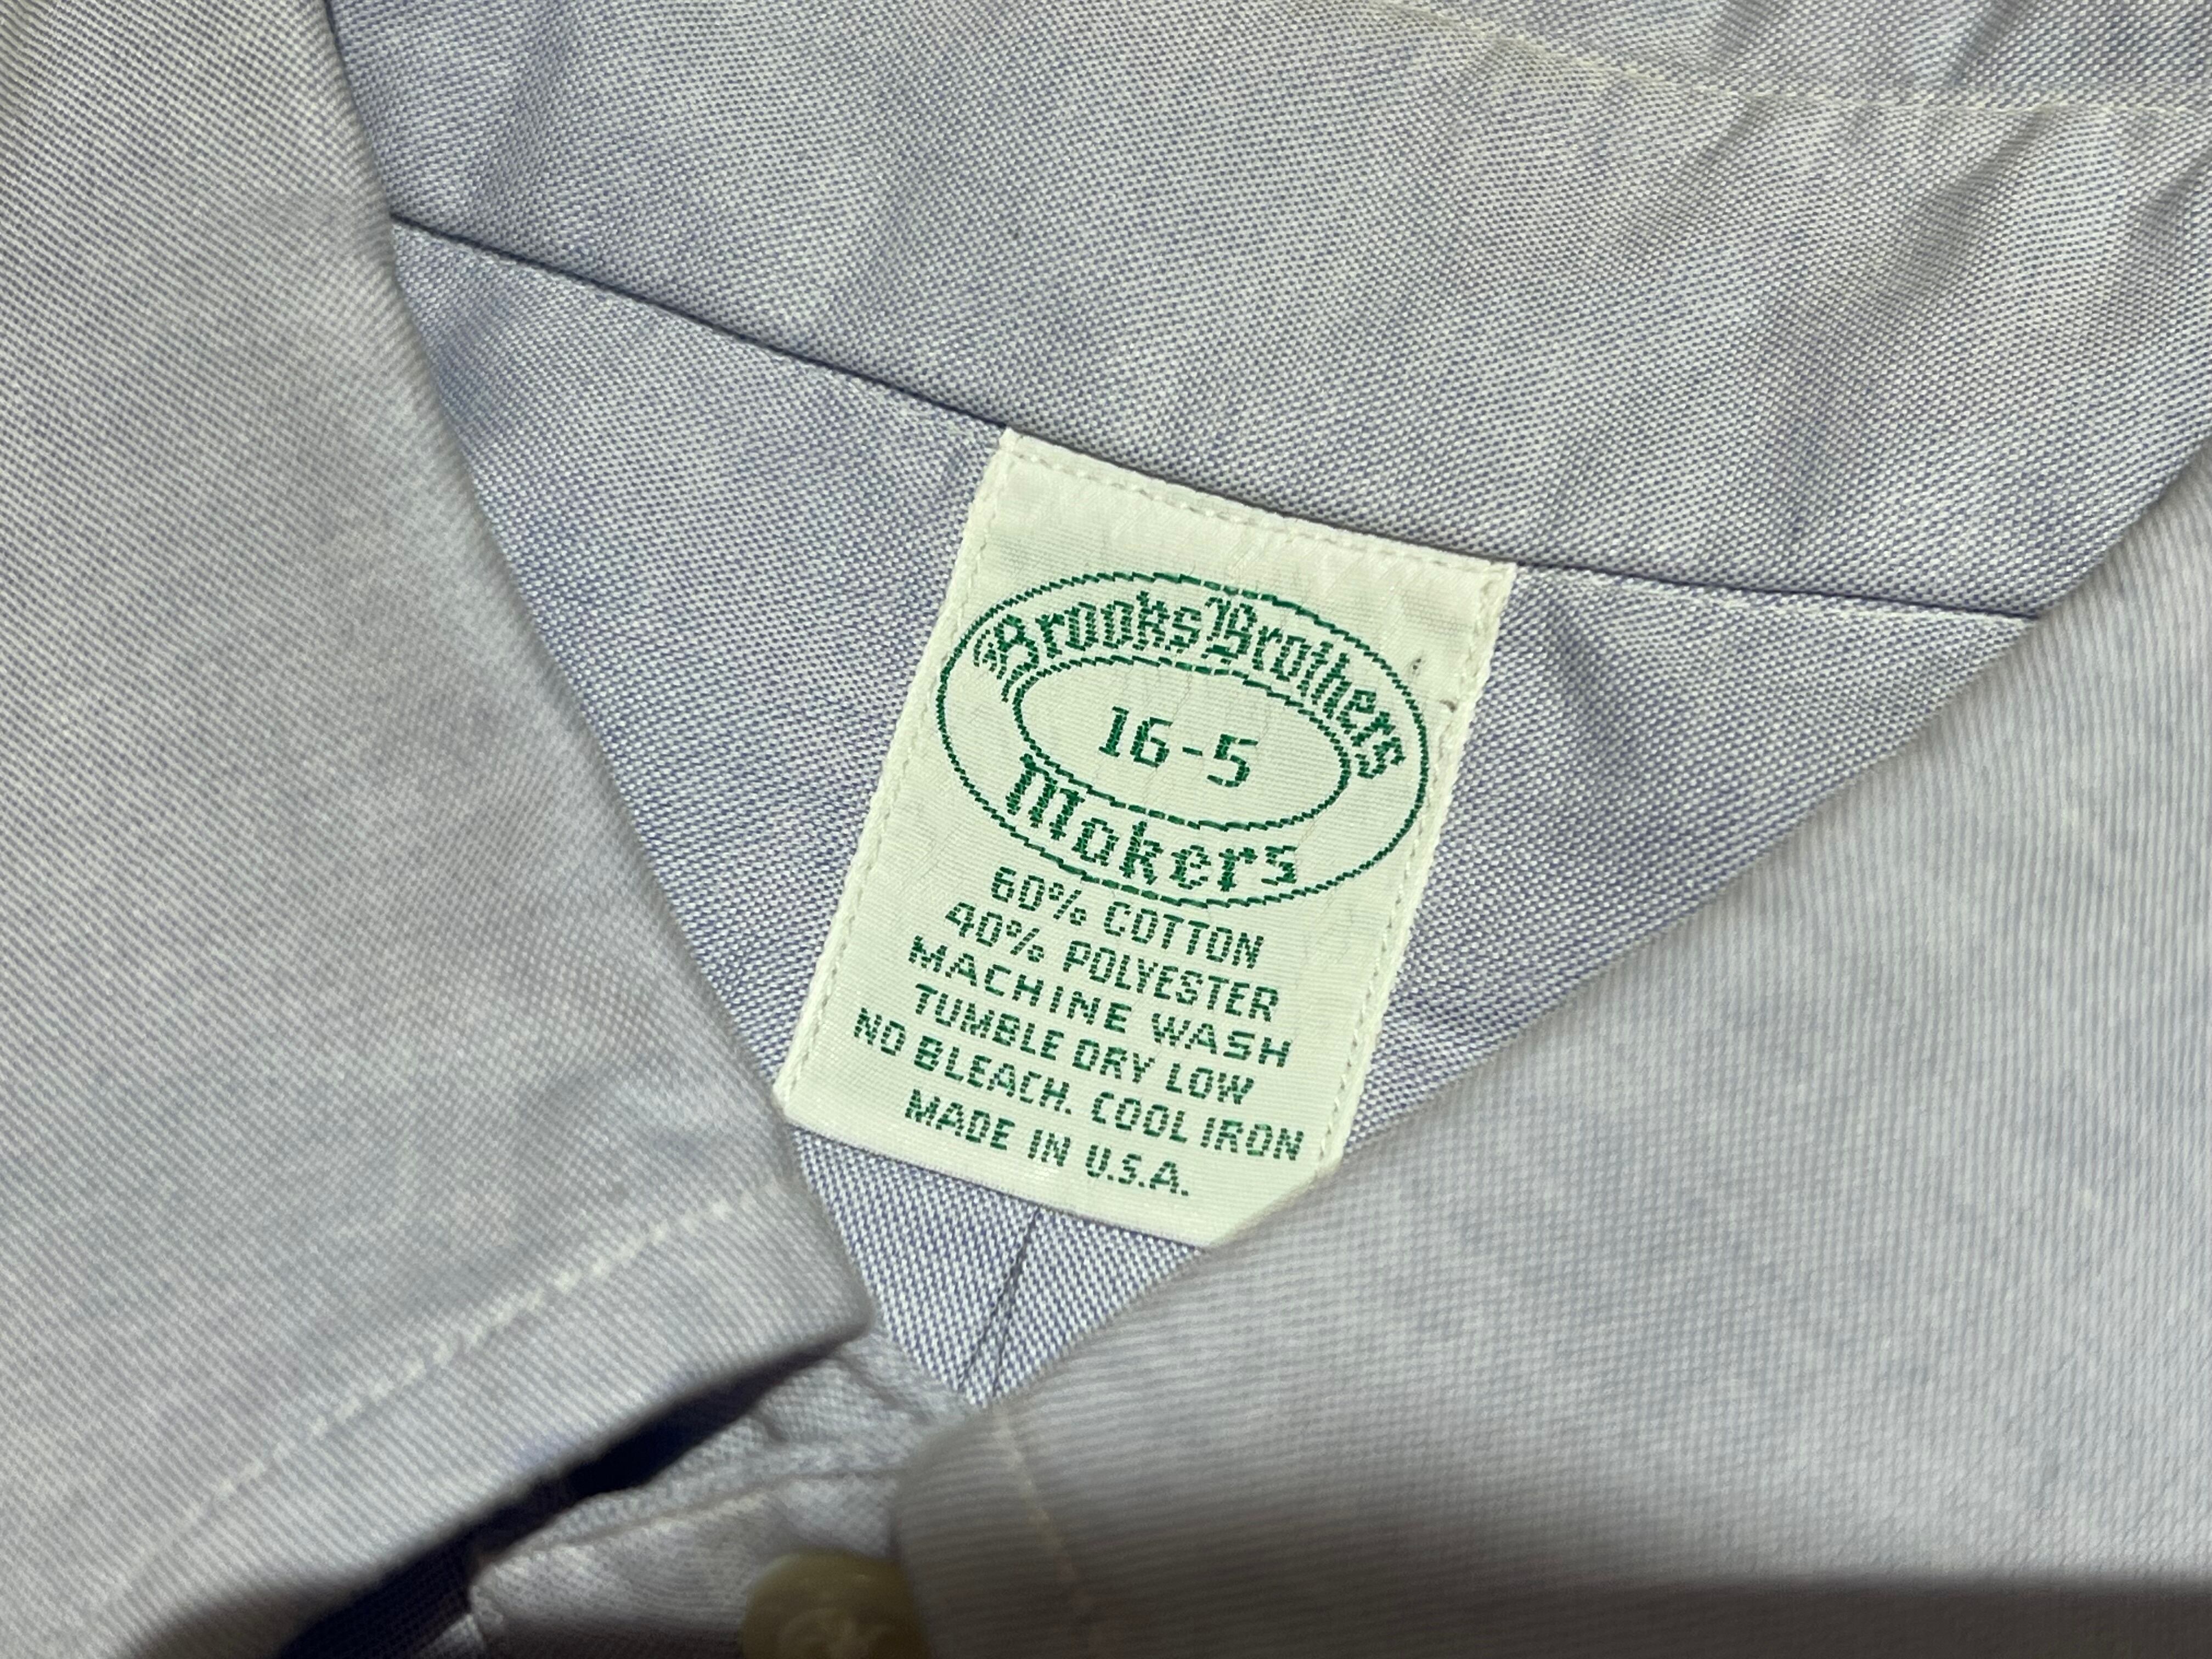 Brooks Brothers
16-5
Makers
60% COTTON
40% POLYESTER
MACHINE WASH
TUMBLE DRY LOW
NO BLEACH. COOL IRON
MADE IN U.S.A.